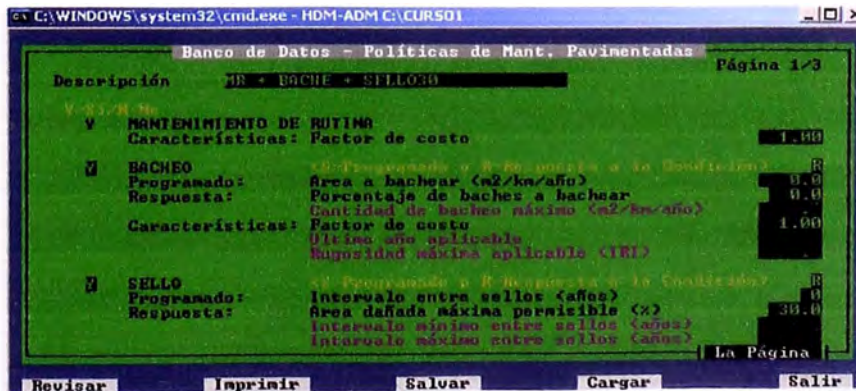 C:\WINDOWS\system32\cmd.exe - HDM-ADM C:\CURSO1
Banco de Datos - Políticas de Mant. Pavimentadas
Página 1/3
Descripción MR + BACHE + SELLO30
Y MANTENIMIENTO DE RUTINA
Características: Factor de costo 1.00
Y BACHEO R
Programado: Área a bachear (m2/km/año) 0.0
Respuesta: Porcentaje de baches a bachear 0.0
Cantidad de bacheo máximo (m2/km/año)
Características: Factor de costo 1.00
Ultimo año aplicable
Rugosidad máxima aplicable (IRI)
Y SELLO R
Programado: Intervalo entre sellos (años) 0
Respuesta: Área dañada máxima permisible (%) 30.0
Intervalo mínimo entre sellos (años)
Intervalo máximo entre sellos (años)
La Página
Revisar Imprimir Salvar Cargar Salir